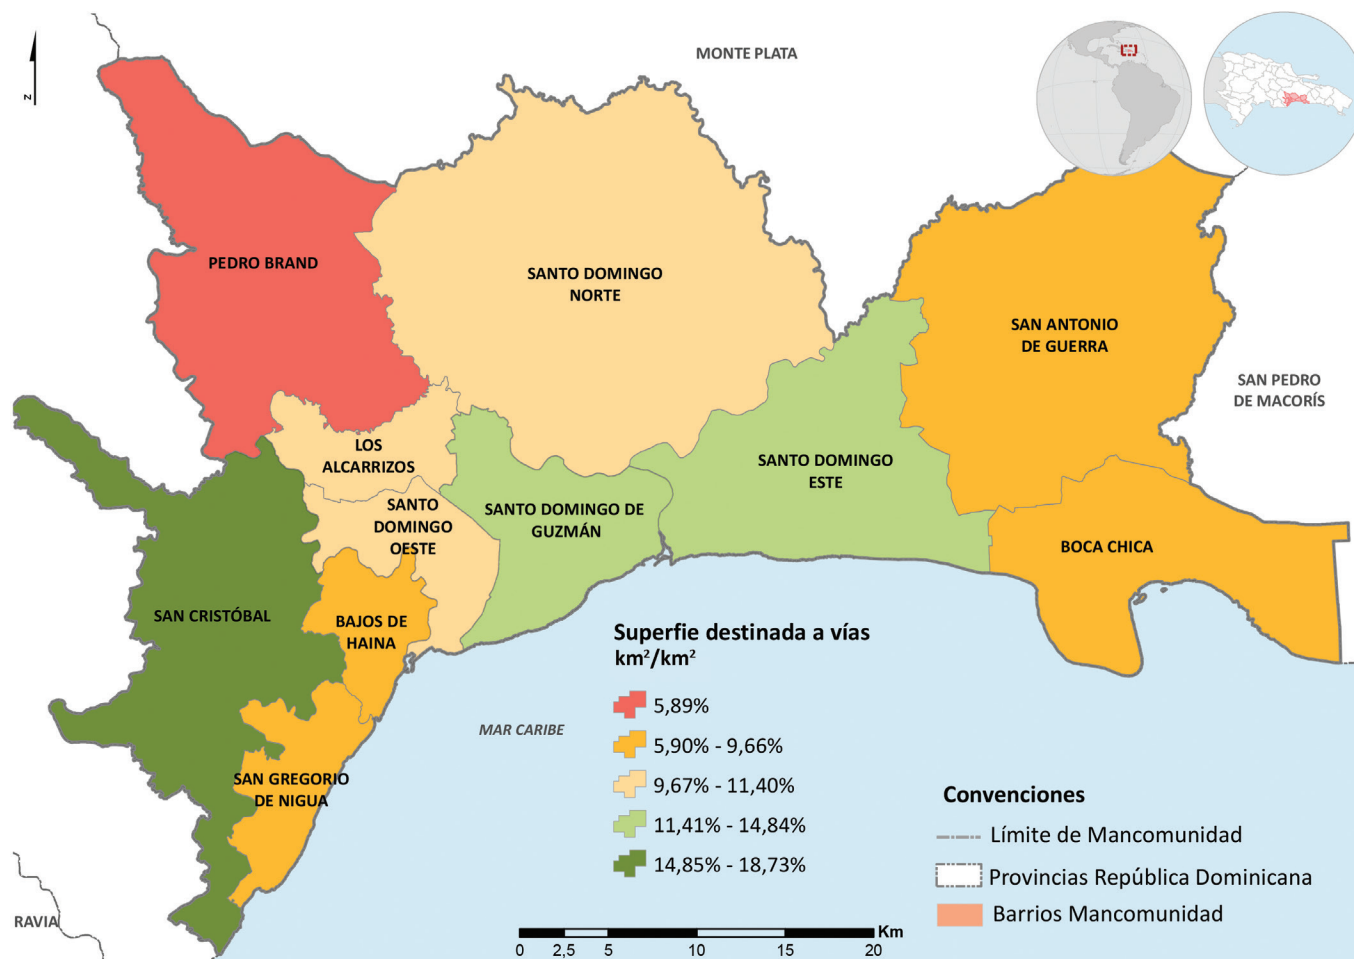 MONTE PLATA
N
PEDRO BRAND
SANTO DOMINGO
NORTE
SAN ANTONIO
DE GUERRA
SAN PEDRO
DE MACORÍS
LOS
ALCARRIZOS
SANTO DOMINGO
ESTE
SANTO
DOMINGO
OESTE
SANTO DOMINGO DE
GUZMÁN
BOCA CHICA
SAN CRISTÓBAL
BAJOS DE
HAINA
SAN GREGORIO
DE NIGUA
MAR CARIBE
RAVIA
Superfie destinada a vías
km²/km²
5,89%
5,90% - 9,66%
9,67% - 11,40%
11,41% - 14,84%
14,85% - 18,73%
Convenciones
Límite de Mancomunidad
Provincias República Dominicana
Barrios Mancomunidad
Km
0 2,5 5 10 15 20